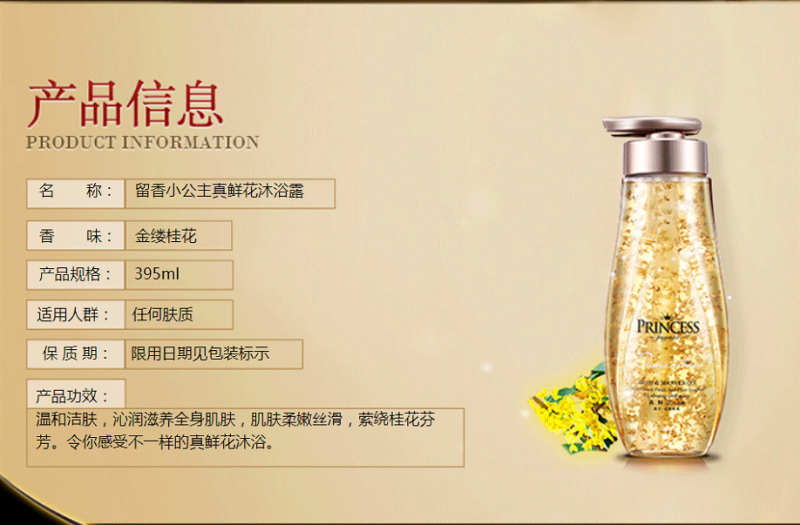 产品信息
PRODUCT INFORMATION
名 称： 留香小公主真鲜花沐浴露
香 味： 金缕桂花
产品规格： 395ml
适用人群： 任何肤质
保 质 期： 限用日期见包装标示
产品功效：
温和洁肤，沁润滋养全身肌肤，肌肤柔嫩丝滑，萦绕桂花芬
芳。令你感受不一样的真鲜花沐浴。
PRINCESS